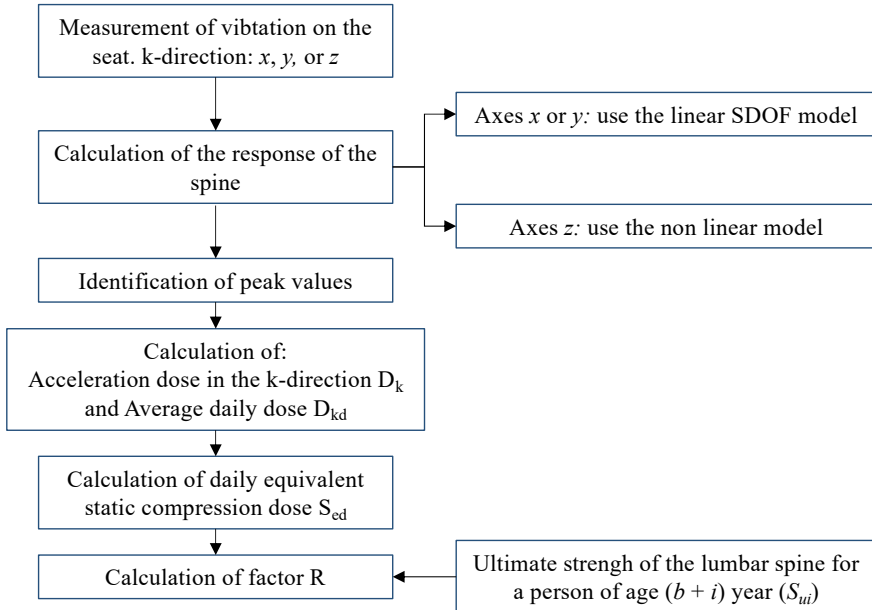 Measurement of vibtation on the
seat. k-direction: x, y, or z
Axes x or y: use the linear SDOF model
Calculation of the response of the
spine
Axes z: use the non linear model
Identification of peak values
Calculation of:
Acceleration dose in the k-direction Dk
and Average daily dose Dkd
Calculation of daily equivalent
static compression dose Sed
Calculation of factor R
Ultimate strengh of the lumbar spine for
a person of age (b + i) year (Sui)